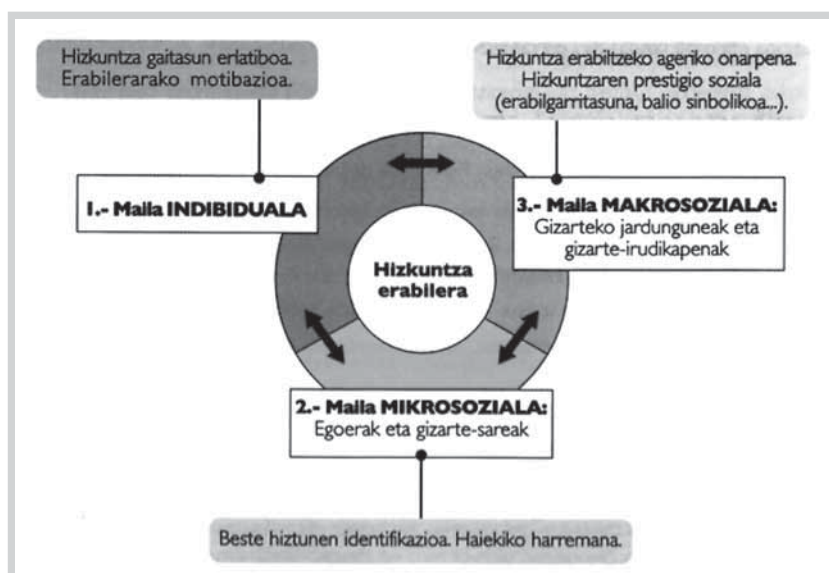 Hizkuntza gaitasun erlatiboa.
Erabilerarako motibazioa.
Hizkuntza erabiltzeko ageriko onarpena.
Hizkuntzaren prestigio soziala
(erabilgarritasuna, balio sinbolikoa...).
1.- Maila INDIBIDUALA
3.- Maila MAKROSOZIALA:
Gizarteko jardunguneak eta
gizarte-irudikapenak
Hizkuntza
erabilera
2.- Maila MIKROSOZIALA:
Egoerak eta gizarte-sareak
Beste hiztunen identifikazioa. Haiekiko harremana.